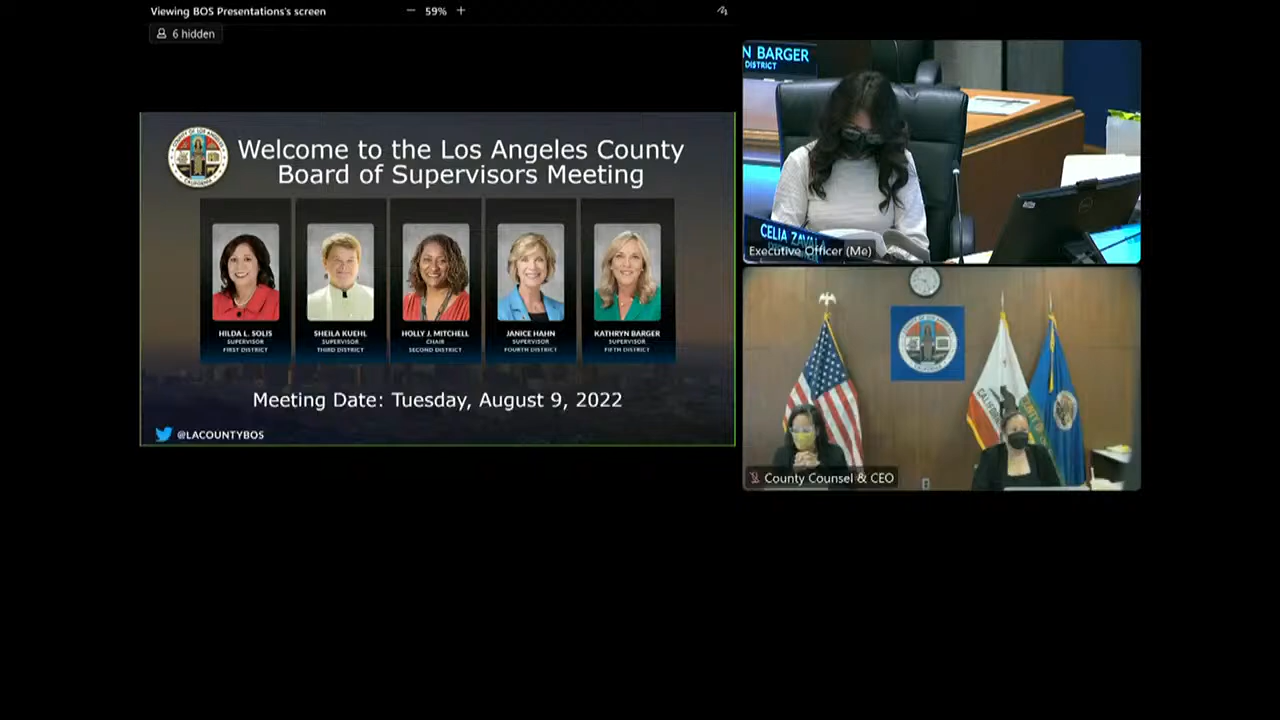 Viewing BOS Presentations's screen
59%
6 hidden
Welcome to the Los Angeles County
Board of Supervisors Meeting
HILDA L. SOLIS
SUPERVISOR
FIRST DISTRICT
SHEILA KUEHL
SUPERVISOR
THIRD DISTRICT
HOLLY J. MITCHELL
CHAIR
SECOND DISTRICT
JANICE HAHN
SUPERVISOR
FOURTH DISTRICT
KATHRYN BARGER
SUPERVISOR
FIFTH DISTRICT
Meeting Date: Tuesday, August 9, 2022
@LACOUNTYBOS
N BARGER
DISTRICT
CELIA ZAVALA
Executive Officer (Me)
County Counsel & CEO